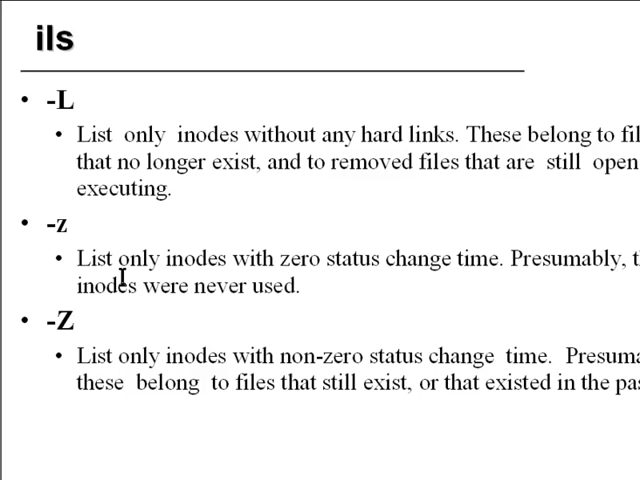 ils
• -L
• List only inodes without any hard links. These belong to
that no longer exist, and to removed files that are still open
executing.
• -z
• List only inodes with zero status change time. Presumably,
inodes were never used.
• -Z
• List only inodes with non-zero status change time.
these belong to files that still exist, or that existed in the